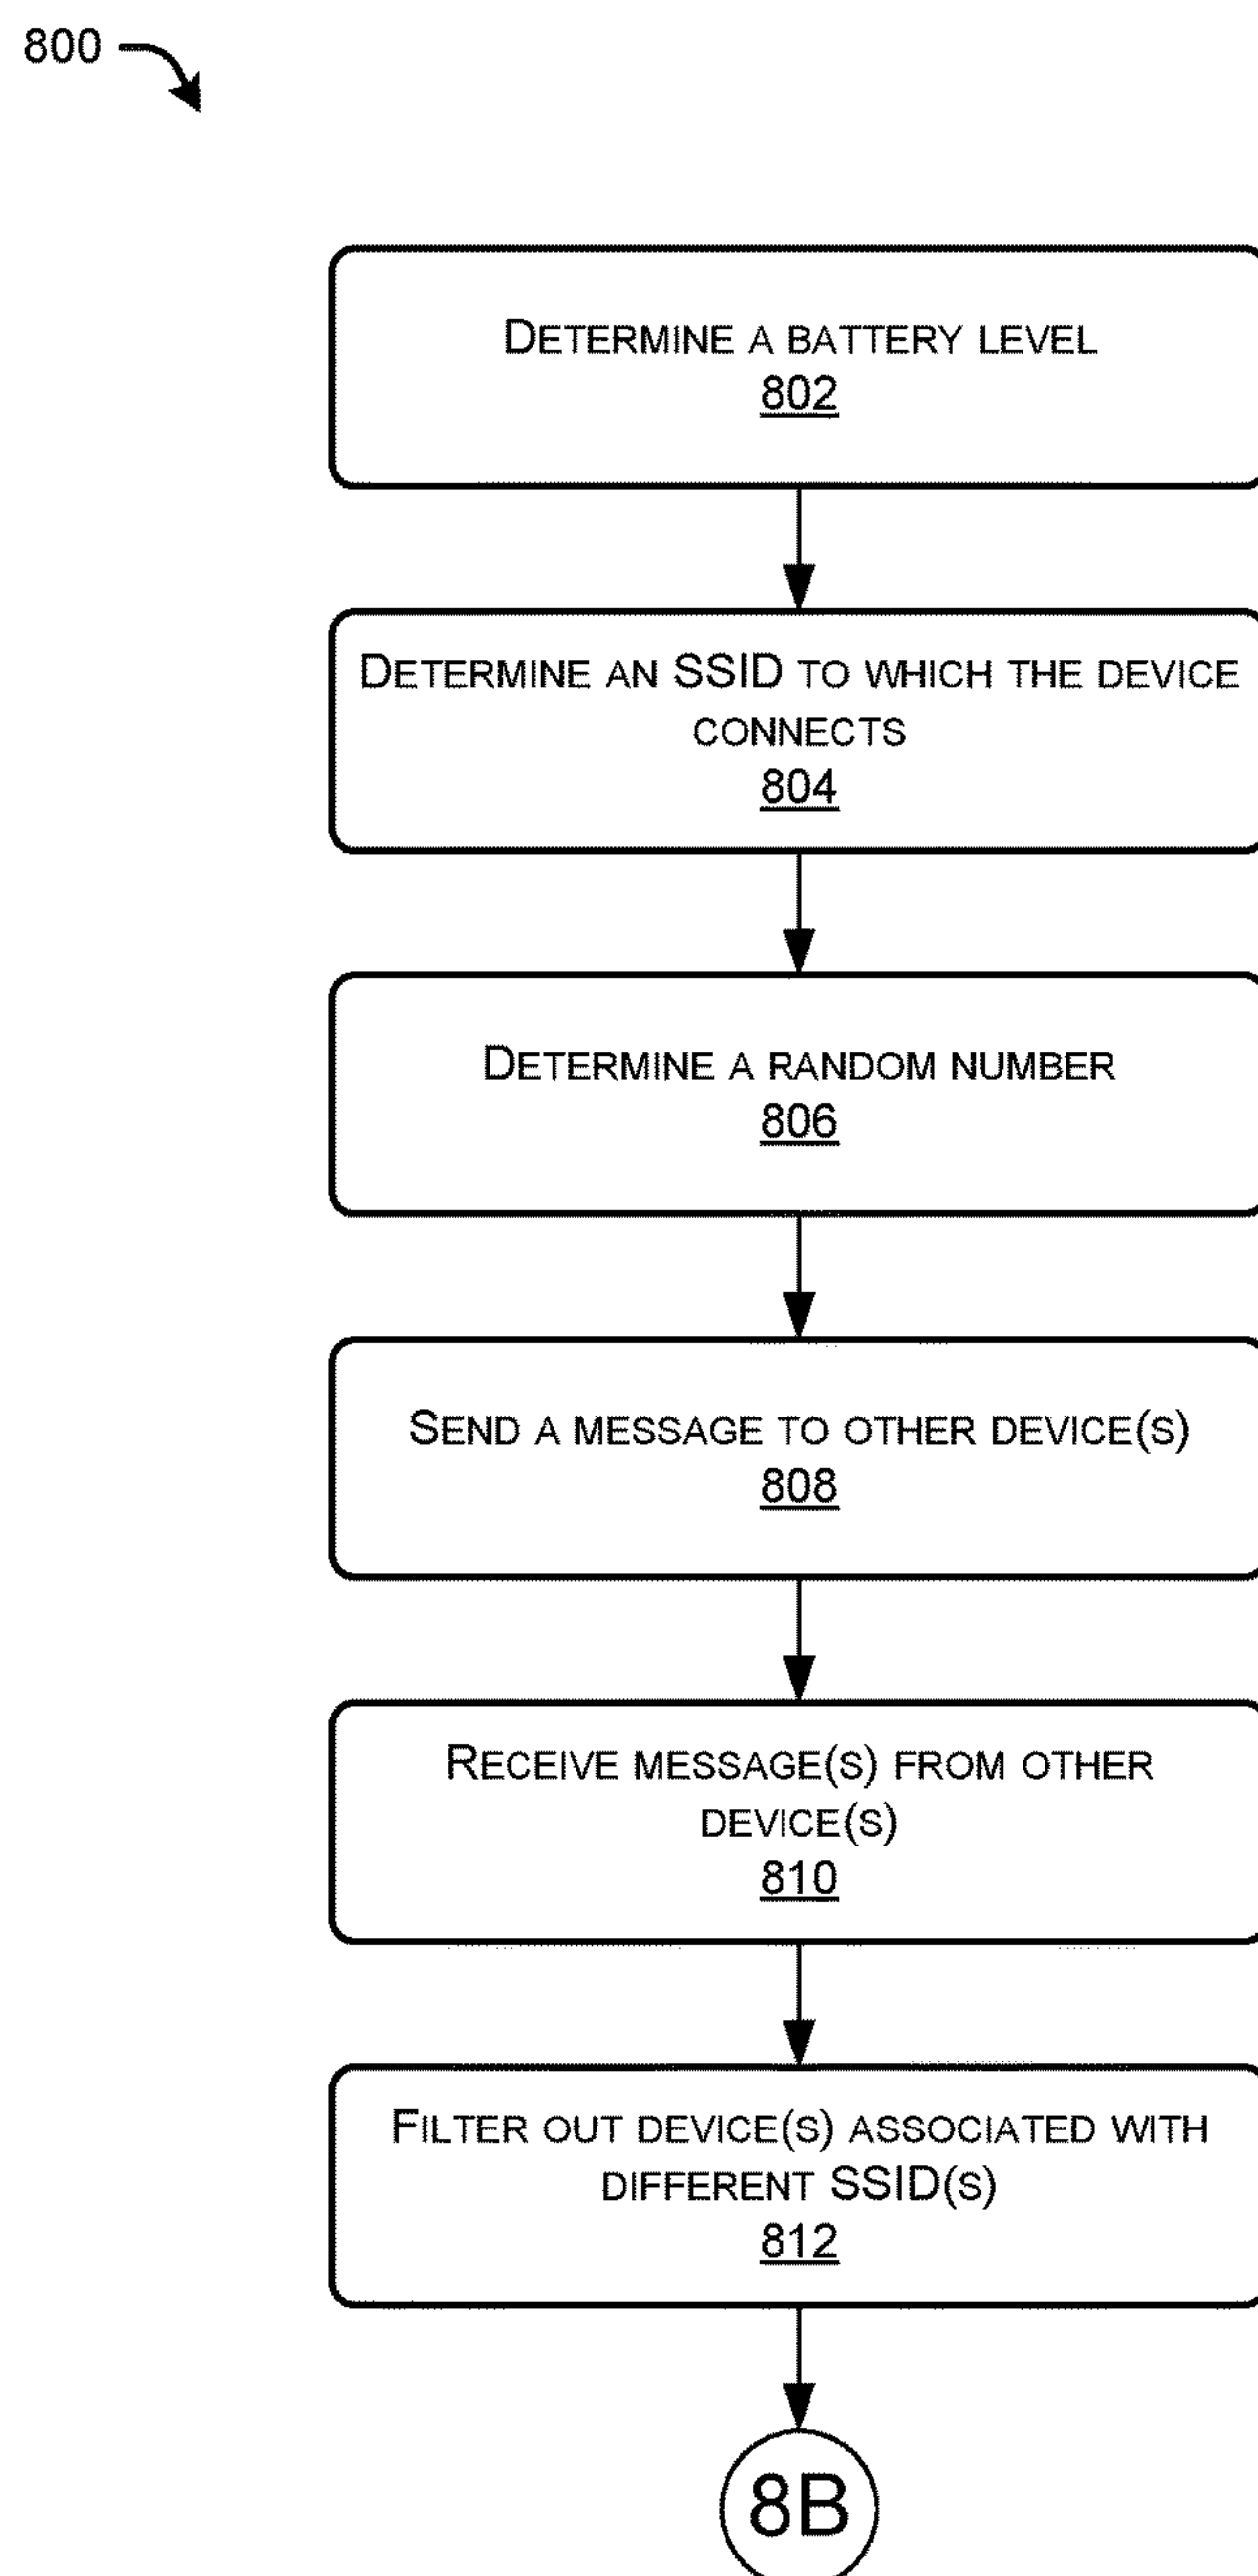 800
DETERMINE A BATTERY LEVEL
802
DETERMINE AN SSID TO WHICH THE DEVICE
CONNECTS
804
DETERMINE A RANDOM NUMBER
806
SEND A MESSAGE TO OTHER DEVICE(S)
808
RECEIVE MESSAGE(S) FROM OTHER
DEVICE(S)
810
FILTER OUT DEVICE(S) ASSOCIATED WITH
DIFFERENT SSID(S)
812
8B